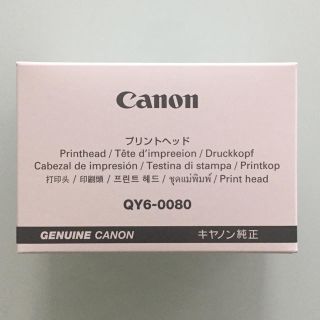 Canon
プリントヘッド
Printhead / Tête d'impreeion / Druckkopf
Cabezal de impresión / Testina di stampa / Printkop
打印头 / 印刷頭 / 프린트 헤드 / ชุดแม่พิมพ์ / Print head
QY6-0080
GENUINE CANON キヤノン純正